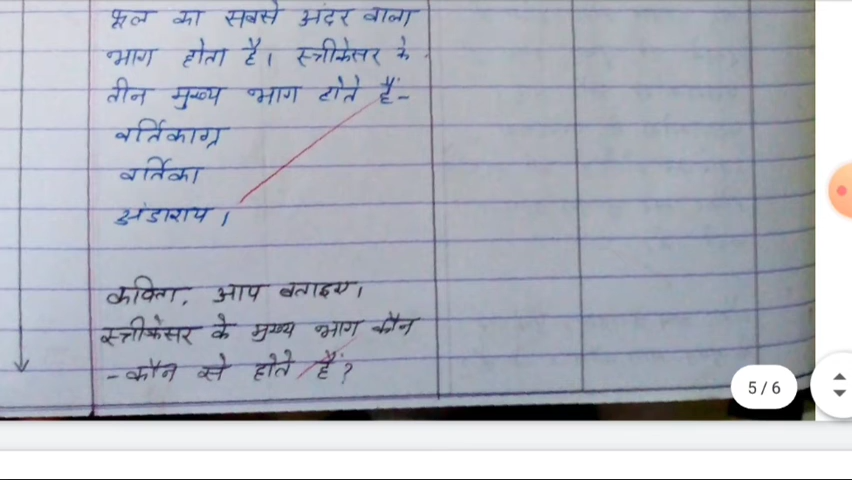 फूल का सबसे अंदर वाला
भाग होता है। स्त्रीकेसर के
तीन मुख्य भाग होते हैं-
वर्तिकाग्र
वर्तिका
अंडाशय।
कविता, आप बताइए।
स्त्रीकेसर के मुख्य भाग कौन
-कौन से होते हैं?
5 / 6